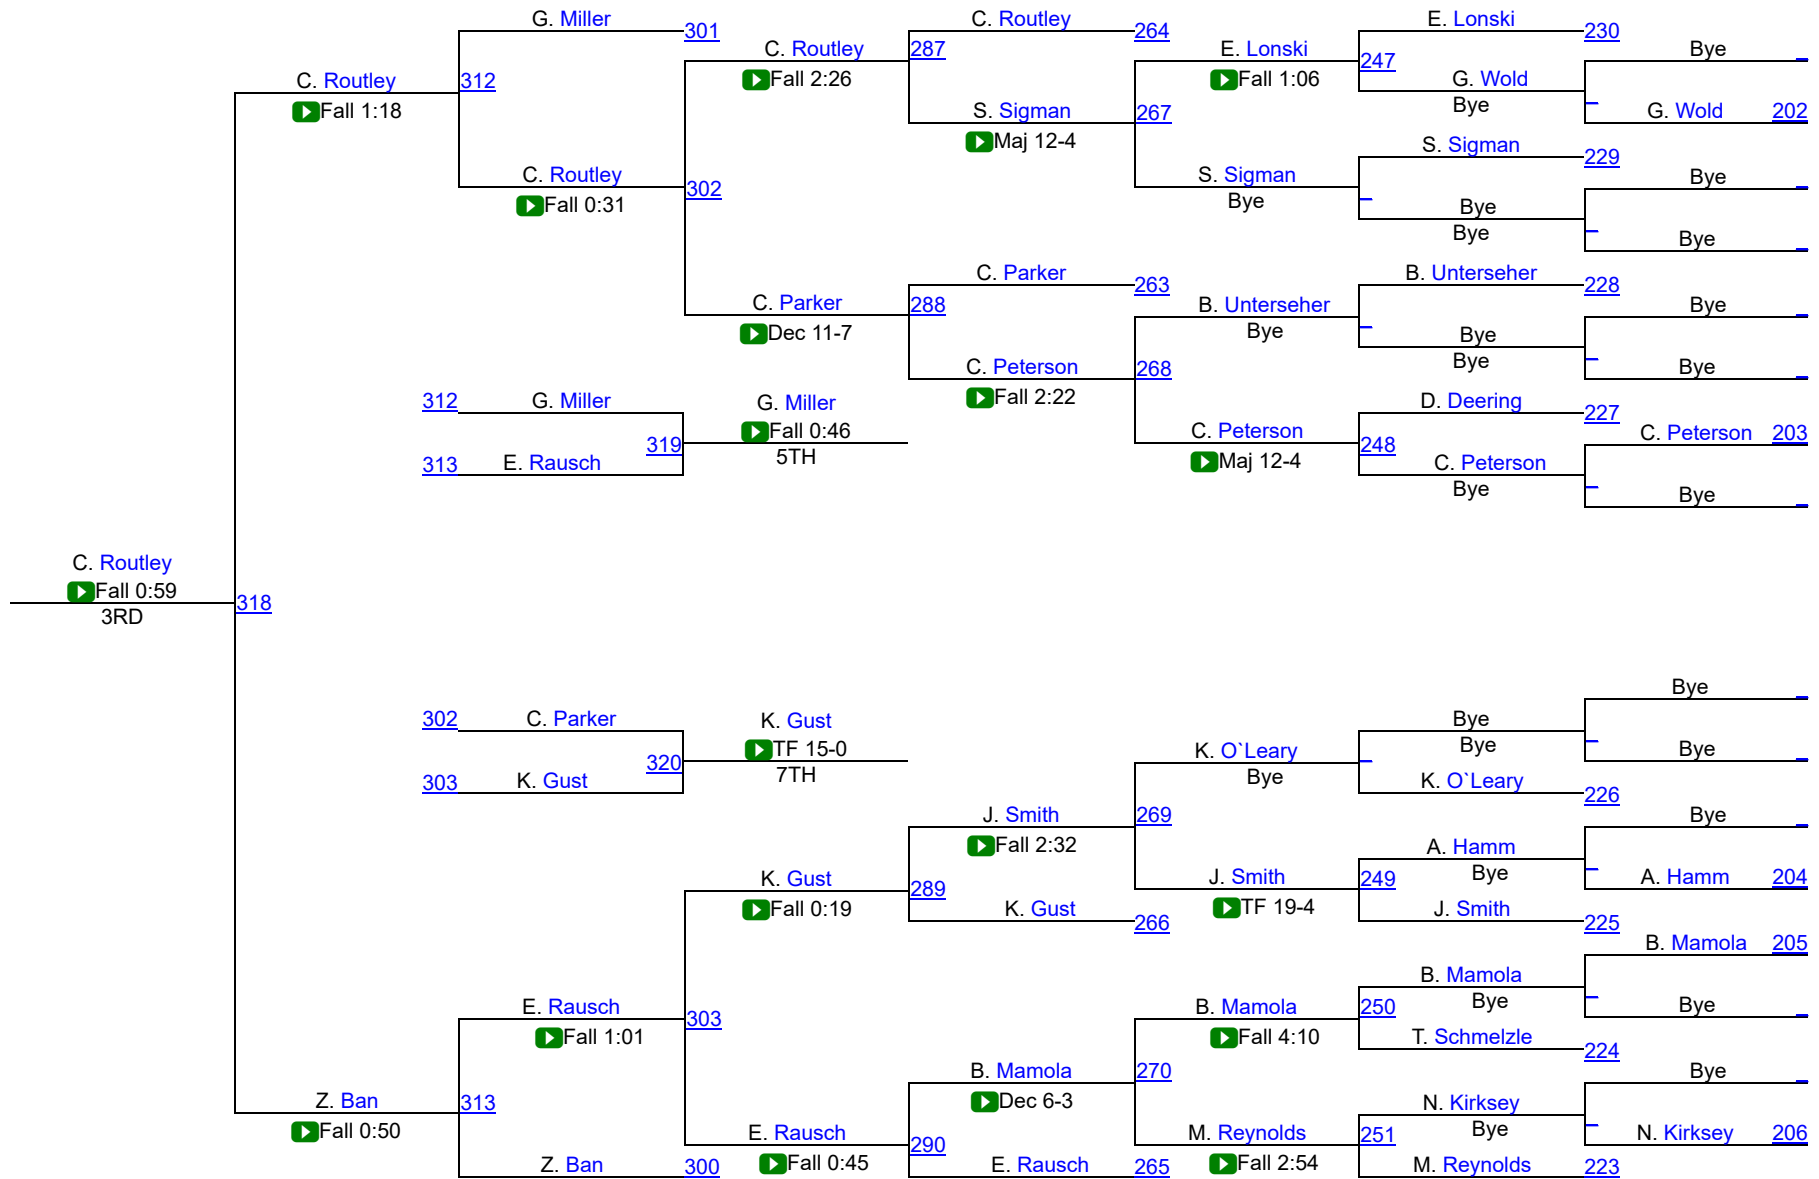 G. Miller
301
C. Routley
264
E. Lonski
230
C. Routley
287
E. Lonski
247
Bye
Fall 2:26
Fall 1:06
G. Wold
Bye
C. Routley
312
Fall 1:18
S. Sigman
267
Maj 12-4
G. Wold 202
S. Sigman
229
C. Routley
302
Fall 0:31
S. Sigman
Bye
Bye
Bye
Bye
Bye
C. Parker
263
B. Unterseher
228
C. Parker
288
Dec 11-7
B. Unterseher
Bye
Bye
Bye
Bye
C. Peterson
268
Fall 2:22
Bye
312
G. Miller
G. Miller
Fall 0:46
5TH
319
313
E. Rausch
D. Deering
227
C. Peterson
248
Maj 12-4
C. Peterson 203
C. Peterson
Bye
Bye
C. Routley
Fall 0:59
3RD
318
Bye
302
C. Parker
K. Gust
TF 15-0
7TH
320
303
K. Gust
K. O`Leary
Bye
Bye
Bye
Bye
K. O`Leary
226
J. Smith
269
Fall 2:32
Bye
A. Hamm
Bye
K. Gust
289
Fall 0:19
J. Smith
249
TF 19-4
A. Hamm 204
K. Gust
266
J. Smith
225
B. Mamola 205
B. Mamola
Bye
E. Rausch
303
Fall 1:01
B. Mamola
250
Fall 4:10
Bye
T. Schmelzle
224
B. Mamola
270
Dec 6-3
Bye
Z. Ban
313
Fall 0:50
N. Kirksey
Bye
E. Rausch
290
Fall 0:45
M. Reynolds
251
Fall 2:54
N. Kirksey 206
Z. Ban
300
E. Rausch
265
M. Reynolds
223